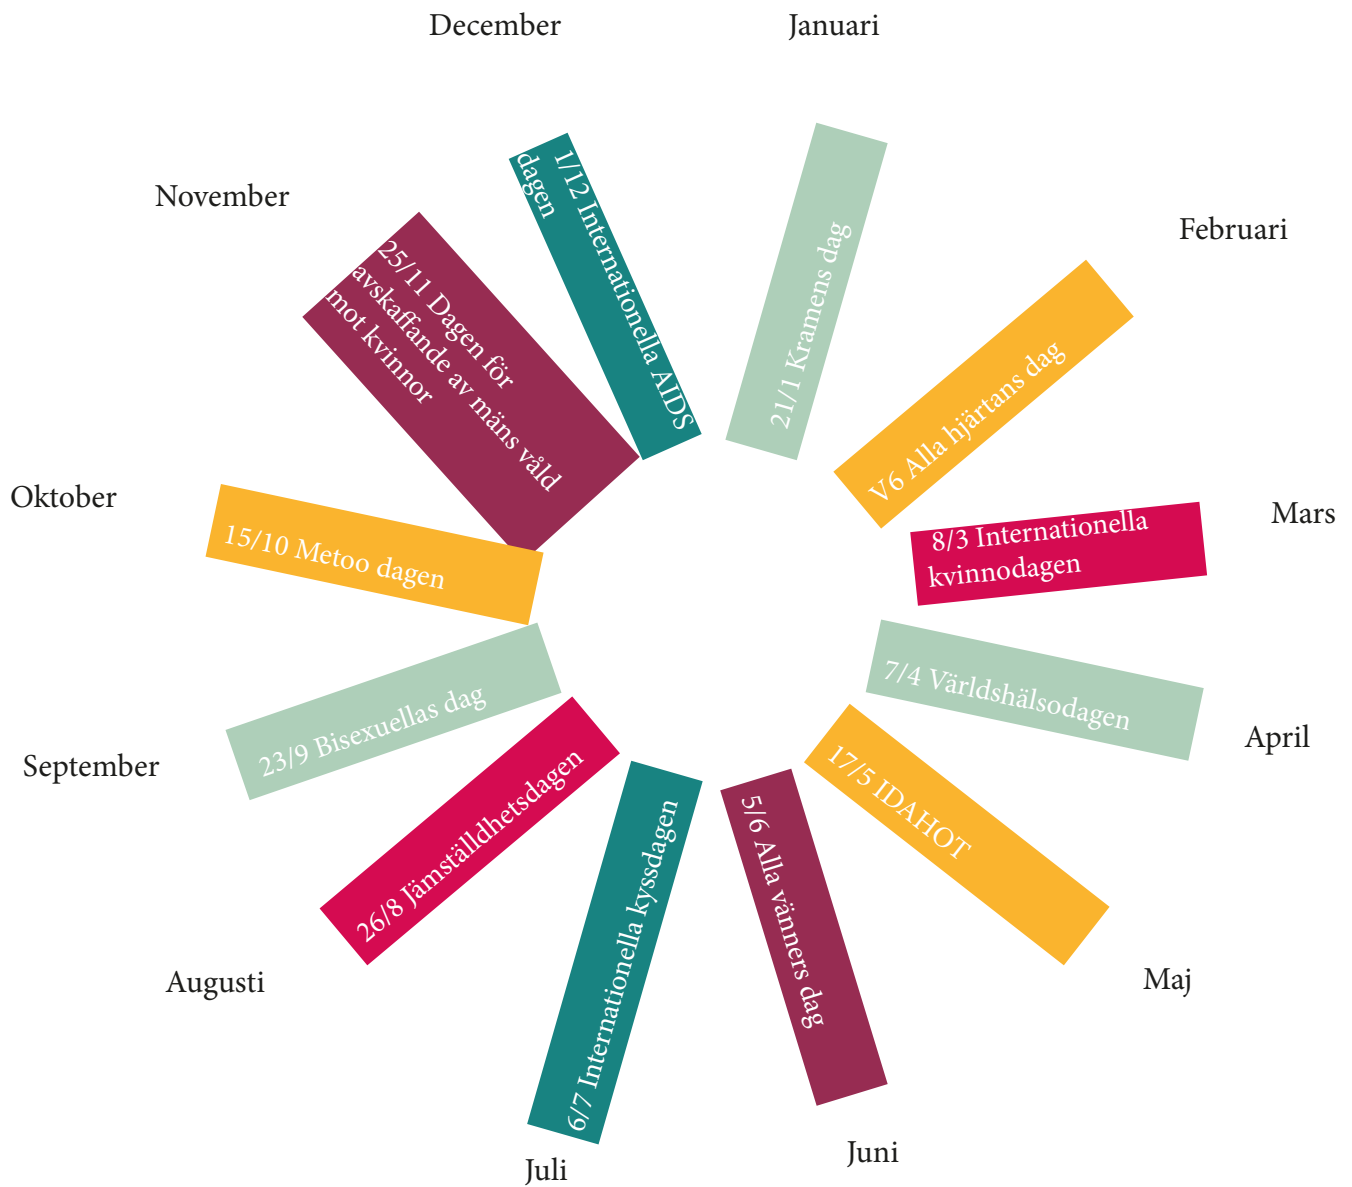 Januari
21/1 Kramens dag
Februari
V6 Alla hjärtans dag
Mars
8/3 Internationella
kvinnodagen
April
7/4 Världshälsodagen
Maj
17/5 IDAHOT
Juni
5/6 Alla vänners dag
Juli
6/7 Internationella kyssdagen
Augusti
26/8 Jämställdhetsdagen
September
23/9 Bisexuellas dag
Oktober
15/10 Metoo dagen
November
25/11 Dagen för
avskaffande av mäns våld
mot kvinnor
December
1/12 Internationella AIDS
dagen